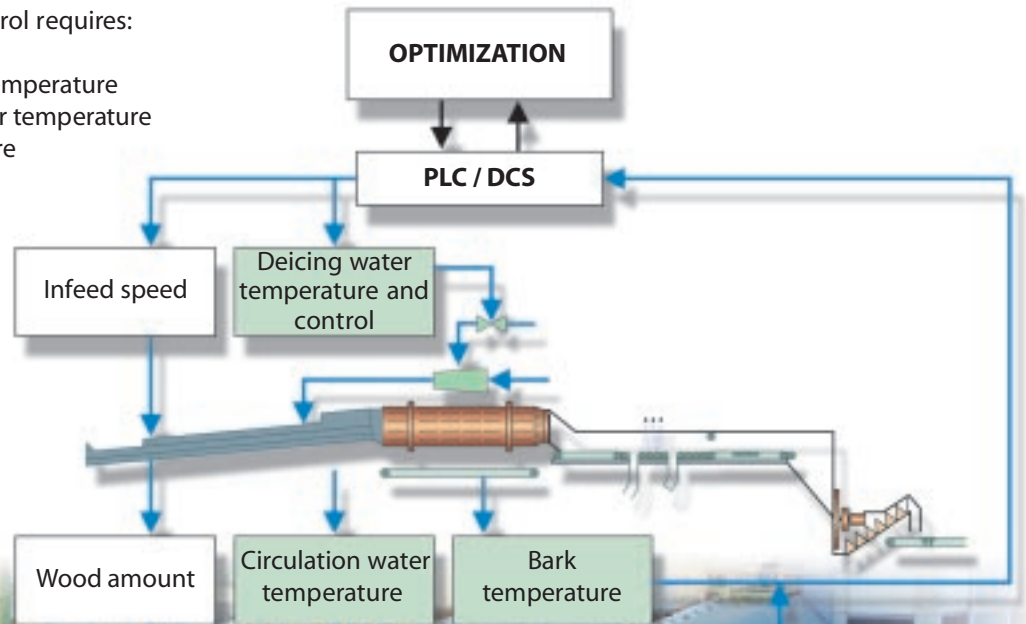 rol requires:
emperature
r temperature
re
OPTIMIZATION
PLC / DCS
Infeed speed
Deicing water
temperature and
control
Wood amount
Circulation water
temperature
Bark
temperature